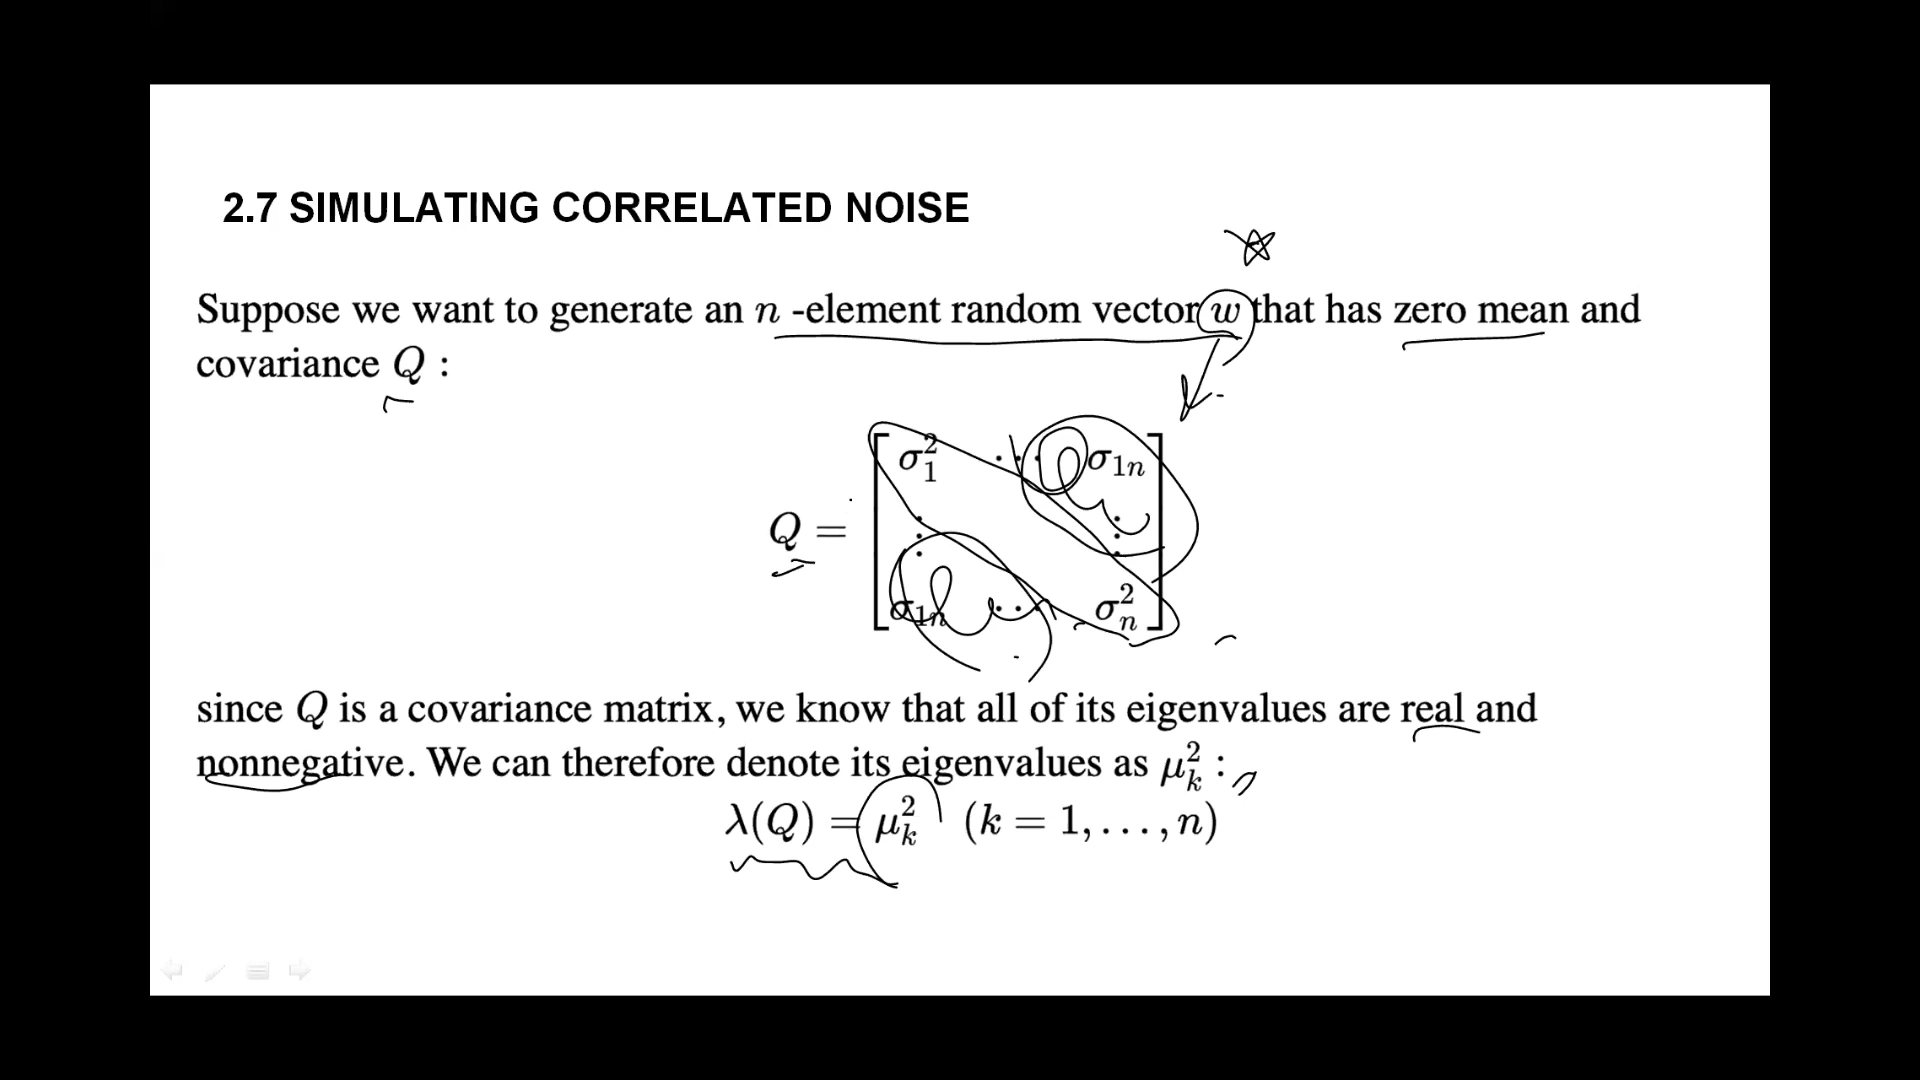 2.7 SIMULATING CORRELATED NOISE
Suppose we want to generate an n -element random vector w that has zero mean and
covariance Q :
Q = [ σ₁² ⋯ σ₁ₙ
⋮ ⋮
σ₁ₙ ⋯ σₙ² ]
since Q is a covariance matrix, we know that all of its eigenvalues are real and
nonnegative. We can therefore denote its eigenvalues as μₖ² :
λ(Q) = μₖ² (k = 1, . . . , n)